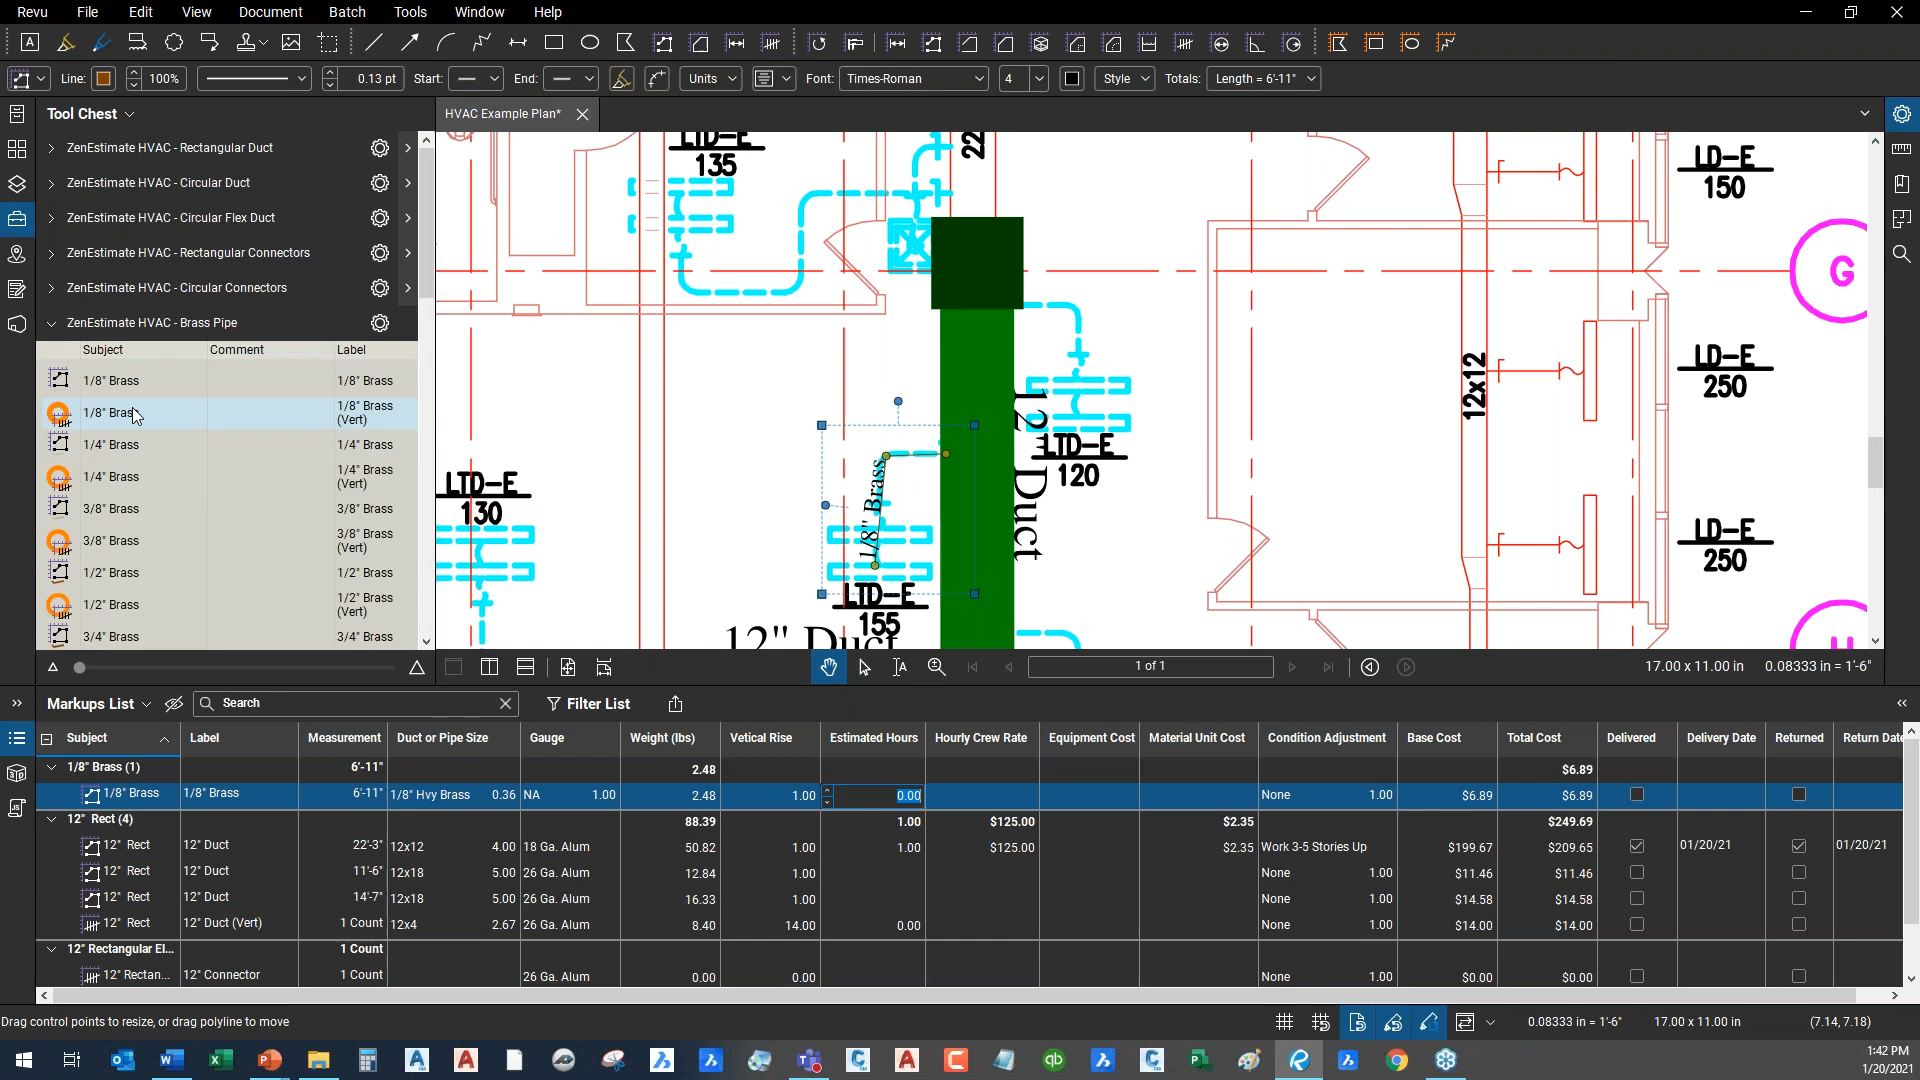 Revu File Edit View Document Batch Tools Window Help
Line: 100% 0.13 pt Start: End: Units Font: Times-Roman 4 Style Totals: Length = 6'-11"
Tool Chest
HVAC Example Plan*
ZenEstimate HVAC - Rectangular Duct
ZenEstimate HVAC - Circular Duct
ZenEstimate HVAC - Circular Flex Duct
ZenEstimate HVAC - Rectangular Connectors
ZenEstimate HVAC - Circular Connectors
ZenEstimate HVAC - Brass Pipe
Subject Comment Label
1/8" Brass 1/8" Brass
1/8" Brass 1/8" Brass (Vert)
1/4" Brass 1/4" Brass
1/4" Brass 1/4" Brass (Vert)
3/8" Brass 3/8" Brass
3/8" Brass 3/8" Brass (Vert)
1/2" Brass 1/2" Brass
1/2" Brass 1/2" Brass (Vert)
3/4" Brass 3/4" Brass
LTD-E
135
22
LD-E
150
G
LD-E
250
12x12
12" Duct
LTD-E
120
1/8" Brass
LTD-E
130
LD-E
250
LTD-E
155
12" Duct
1 of 1
17.00 x 11.00 in 0.08333 in = 1'-6"
Markups List Search Filter List
Subject Label Measurement Duct or Pipe Size Gauge Weight (lbs) Vetical Rise Estimated Hours Hourly Crew Rate Equipment Cost Material Unit Cost Condition Adjustment Base Cost Total Cost Delivered Delivery Date Returned Return Date
1/8" Brass (1) 6'-11" 2.48 $6.89
1/8" Brass 1/8" Brass 6'-11" 1/8" Hvy Brass 0.36 NA 1.00 2.48 1.00 0.00 None 1.00 $6.89 $6.89
12" Rect (4) 88.39 1.00 $125.00 $2.35 $249.69
12" Rect 12" Duct 22'-3" 12x12 4.00 18 Ga. Alum 50.82 1.00 1.00 $125.00 $2.35 Work 3-5 Stories Up $199.67 $209.65 01/20/21 01/20/21
12" Rect 12" Duct 11'-6" 12x18 5.00 26 Ga. Alum 12.84 1.00 None 1.00 $11.46 $11.46
12" Rect 12" Duct 14'-7" 12x18 5.00 26 Ga. Alum 16.33 1.00 None 1.00 $14.58 $14.58
12" Rect 12" Duct (Vert) 1 Count 12x4 2.67 26 Ga. Alum 8.40 14.00 0.00 None 1.00 $14.00 $14.00
12" Rectangular El... 1 Count
12" Rectan... 12" Connector 1 Count 26 Ga. Alum 0.00 0.00 None 1.00 $0.00 $0.00
Drag control points to resize, or drag polyline to move
0.08333 in = 1'-6" 17.00 x 11.00 in (7.14, 7.18)
1:42 PM
1/20/2021